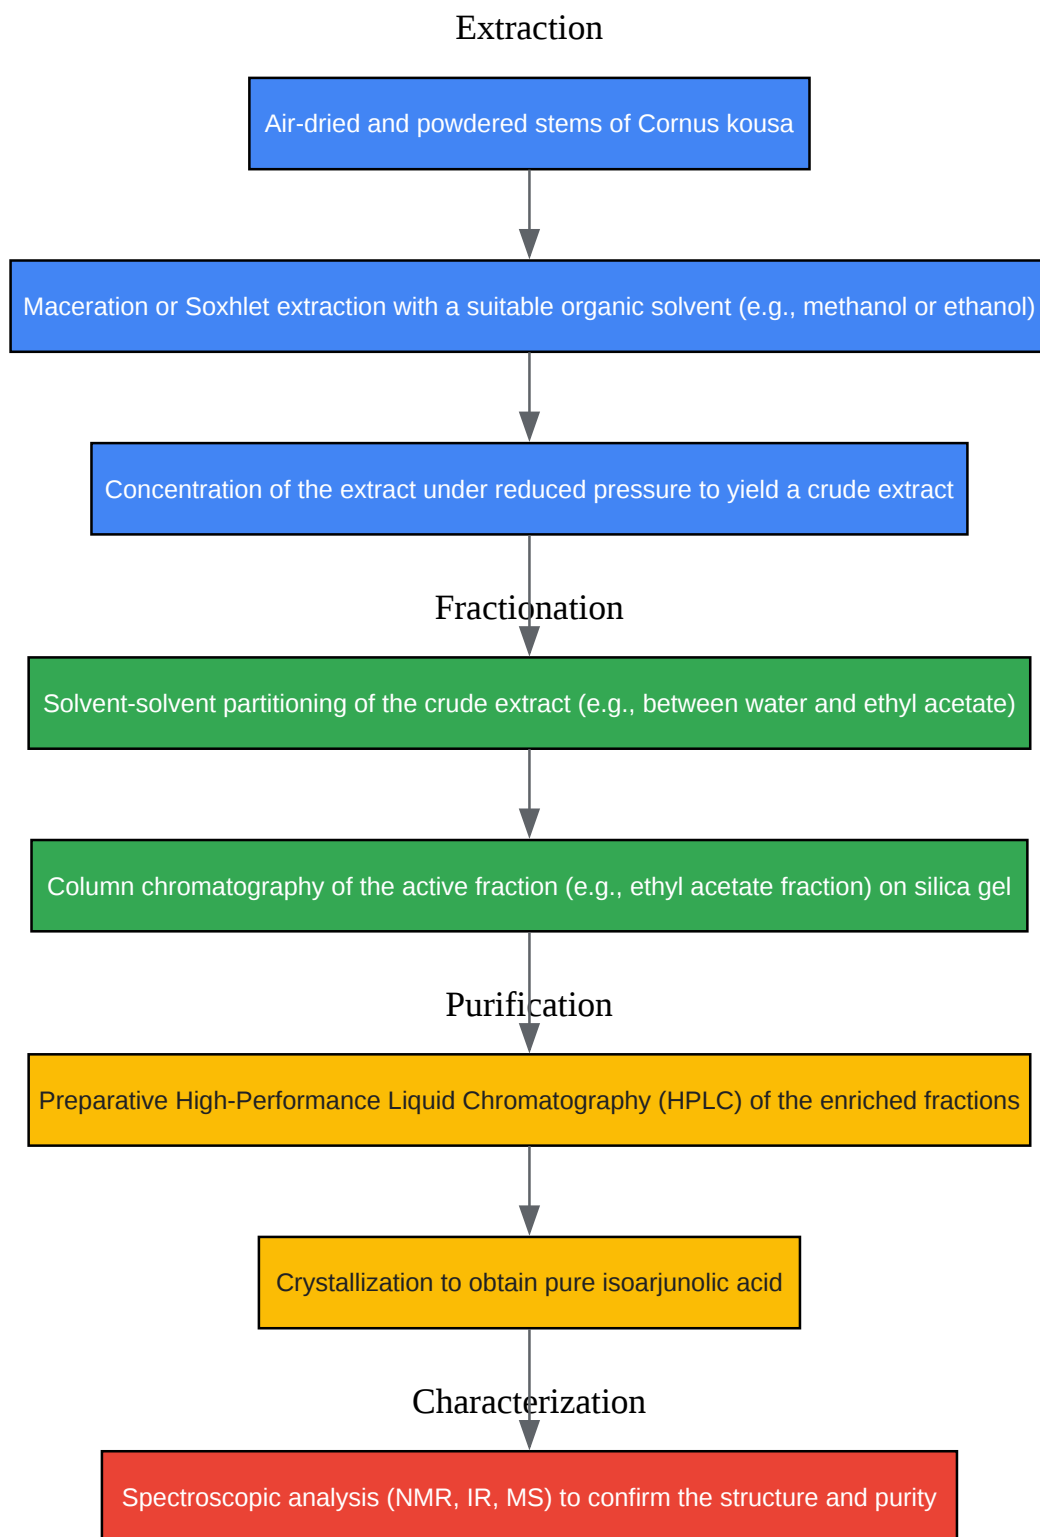 Extraction
Air-dried and powdered stems of Cornus kousa
Maceration or Soxhlet extraction with a suitable organic solvent (e.g., methanol or ethanol)
Concentration of the extract under reduced pressure to yield a crude extract
Fractionation
Solvent-solvent partitioning of the crude extract (e.g., between water and ethyl acetate)
Column chromatography of the active fraction (e.g., ethyl acetate fraction) on silica gel
Purification
Preparative High-Performance Liquid Chromatography (HPLC) of the enriched fractions
Crystallization to obtain pure isoarjunolic acid
Characterization
Spectroscopic analysis (NMR, IR, MS) to confirm the structure and purity